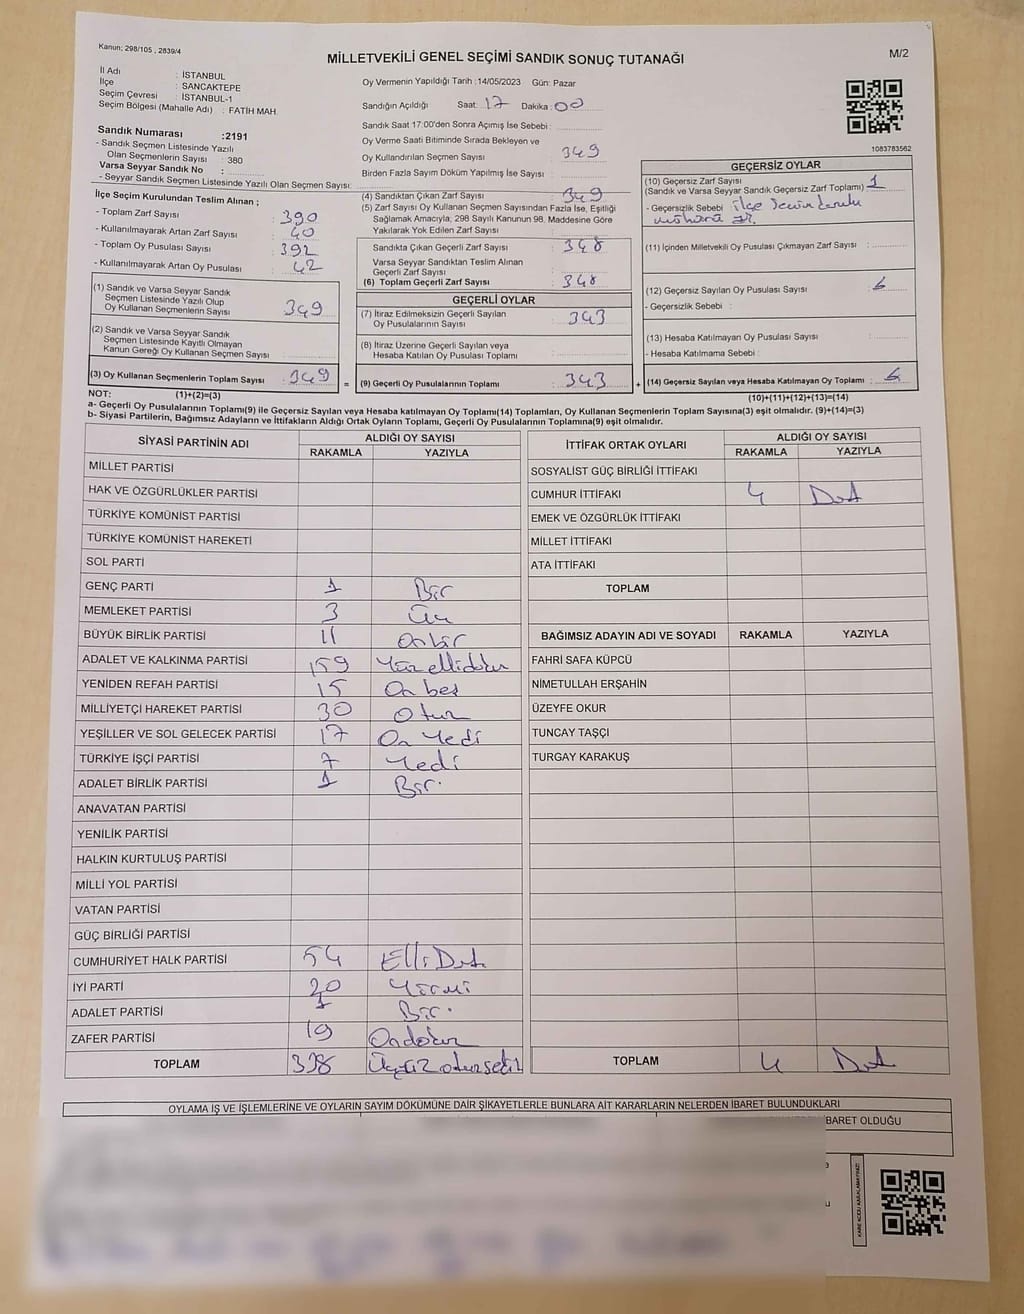 Kanun; 298/105 , 2839/4
MİLLETVEKİLİ GENEL SEÇİMİ SANDIK SONUÇ TUTANAĞI
M/2
İl Adı : İSTANBUL
İlçe : SANCAKTEPE
Seçim Çevresi : İSTANBUL-1
Seçim Bölgesi (Mahalle Adı) : FATİH MAH.
Sandık Numarası :2191
- Sandık Seçmen Listesinde Yazılı
Olan Seçmenlerin Sayısı : 380
Varsa Seyyar Sandık No :
- Seyyar Sandık Seçmen Listesinde Yazılı Olan Seçmen Sayısı:
İlçe Seçim Kurulundan Teslim Alınan ;
- Toplam Zarf Sayısı : 390
- Kullanılmayarak Artan Zarf Sayısı : 40
- Toplam Oy Pusulası Sayısı : 392
- Kullanılmayarak Artan Oy Pusulası : 42
(1) Sandık ve Varsa Seyyar Sandık
Seçmen Listesinde Yazılı Olup
Oy Kullanan Seçmenlerin Sayısı : 349
(2) Sandık ve Varsa Seyyar Sandık
Seçmen Listesinde Kayıtlı Olmayan
Kanun Gereği Oy Kullanan Seçmen Sayısı :
(3) Oy Kullanan Seçmenlerin Toplam Sayısı : 349
Oy Vermenin Yapıldığı Tarih :14/05/2023 Gün: Pazar
Sandığın Açıldığı Saat: 17 Dakika: 00
Sandık Saat 17:00'den Sonra Açımış İse Sebebi :
Oy Verme Saati Bitiminde Sırada Bekleyen ve
Oy Kullandırılan Seçmen Sayısı : 349
Birden Fazla Sayım Döküm Yapılmış İse Sayısı :
(4) Sandıktan Çıkan Zarf Sayısı : 349
(5) Zarf Sayısı Oy Kullanan Seçmen Sayısından Fazla İse, Eşitliği
Sağlamak Amacıyla; 298 Sayılı Kanunun 98. Maddesine Göre
Yakılarak Yok Edilen Zarf Sayısı :
Sandıkta Çıkan Geçerli Zarf Sayısı : 348
Varsa Seyyar Sandıktan Teslim Alınan
Geçerli Zarf Sayısı :
(6) Toplam Geçerli Zarf Sayısı : 348
GEÇERLİ OYLAR
(7) İtiraz Edilmeksizin Geçerli Sayılan
Oy Pusulalarının Sayısı : 343
(8) İtiraz Üzerine Geçerli Sayılan veya
Hesaba Katılan Oy Pusulası Toplamı :
= (9) Geçerli Oy Pusulalarının Toplamı : 343 +
1083783562
GEÇERSİZ OYLAR
(10) Geçersiz Zarf Sayısı
(Sandık ve Varsa Seyyar Sandık Geçersiz Zarf Toplamı) : 1
- Geçersizlik Sebebi : ilçe Seçim kurulu
(11) İçinden Milletvekili Oy Pusulası Çıkmayan Zarf Sayısı :
(12) Geçersiz Sayılan Oy Pusulası Sayısı : 6
- Geçersizlik Sebebi :
(13) Hesaba Katılmayan Oy Pusulası Sayısı :
- Hesaba Katılmama Sebebi :
(14) Geçersiz Sayılan veya Hesaba Katılmayan Oy Toplamı : 6
NOT: (1)+(2)=(3)
(10)+(11)+(12)+(13)=(14)
a- Geçerli Oy Pusulalarının Toplamı(9) ile Geçersiz Sayılan veya Hesaba katılmayan Oy Toplamı(14) Toplamları, Oy Kullanan Seçmenlerin Toplam Sayısına(3) eşit olmalıdır. (9)+(14)=(3)
b- Siyasi Partilerin, Bağımsız Adayların ve İttifakların Aldığı Ortak Oyların Toplamı, Geçerli Oy Pusulalarının Toplamına(9) eşit olmalıdır.
SİYASİ PARTİNİN ADI ALDIĞI OY SAYISI
RAKAMLA YAZIYLA
MİLLET PARTİSİ
HAK VE ÖZGÜRLÜKLER PARTİSİ
TÜRKİYE KOMÜNİST PARTİSİ
TÜRKİYE KOMÜNİST HAREKETİ
SOL PARTİ
GENÇ PARTİ 1 Bir
MEMLEKET PARTİSİ 3 Üç
BÜYÜK BİRLİK PARTİSİ 11 Onbir
ADALET VE KALKINMA PARTİSİ 159 Yüz ellidokuz
YENİDEN REFAH PARTİSİ 15 On beş
MİLLİYETÇİ HAREKET PARTİSİ 30 Otuz
YEŞİLLER VE SOL GELECEK PARTİSİ 17 On Yedi
TÜRKİYE İŞÇİ PARTİSİ 7 Yedi
ADALET BİRLİK PARTİSİ 1 Bir
ANAVATAN PARTİSİ
YENİLİK PARTİSİ
HALKIN KURTULUŞ PARTİSİ
MİLLİ YOL PARTİSİ
VATAN PARTİSİ
GÜÇ BİRLİĞİ PARTİSİ
CUMHURİYET HALK PARTİSİ 54 Elli Dört
İYİ PARTİ 20 Yirmi
ADALET PARTİSİ 1 Bir
ZAFER PARTİSİ 19 Ondokuz
TOPLAM 338 Üçyüz otuzsekiz
İTTİFAK ORTAK OYLARI ALDIĞI OY SAYISI
RAKAMLA YAZIYLA
SOSYALİST GÜÇ BİRLİĞİ İTTİFAKI
CUMHUR İTTİFAKI 4 Dört
EMEK VE ÖZGÜRLÜK İTTİFAKI
MİLLET İTTİFAKI
ATA İTTİFAKI
TOPLAM
BAĞIMSIZ ADAYIN ADI VE SOYADI RAKAMLA YAZIYLA
FAHRİ SAFA KÜPCÜ
NİMETULLAH ERŞAHİN
ÜZEYFE OKUR
TUNCAY TAŞÇI
TURGAY KARAKUŞ
TOPLAM 4 Dört
OYLAMA İŞ VE İŞLEMLERİNE VE OYLARIN SAYIM DÖKÜMÜNE DAİR ŞİKAYETLERLE BUNLARA AİT KARARLARIN NELERDEN İBARET BULUNDUKLARI
İBARET OLDUĞU
KARE KODU KARALAMAYINIZ!